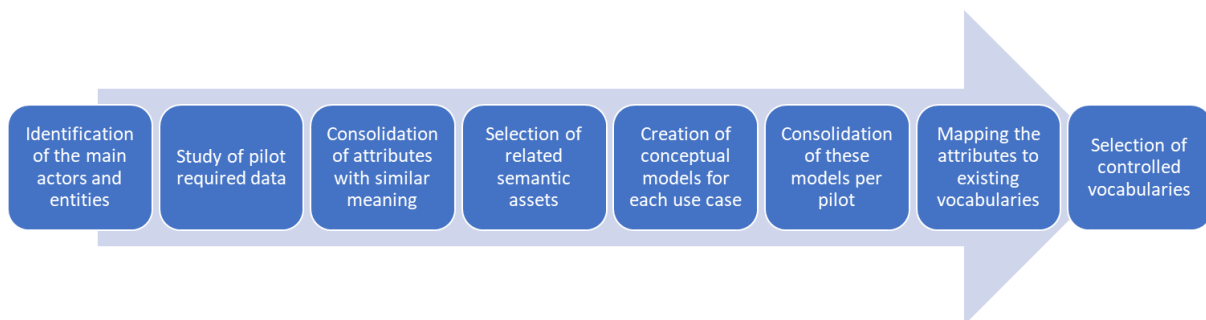 Identification
of the main
actors and
entities
Study of pilot
required data
Consolidation
of attributes
with similar
meaning
Selection of
related
semantic
assets
Creation of
conceptual
models for
each use case
Consolidation
of these
models per
pilot
Mapping the
attributes to
existing
vocabularies
Selection of
controlled
vocabularies